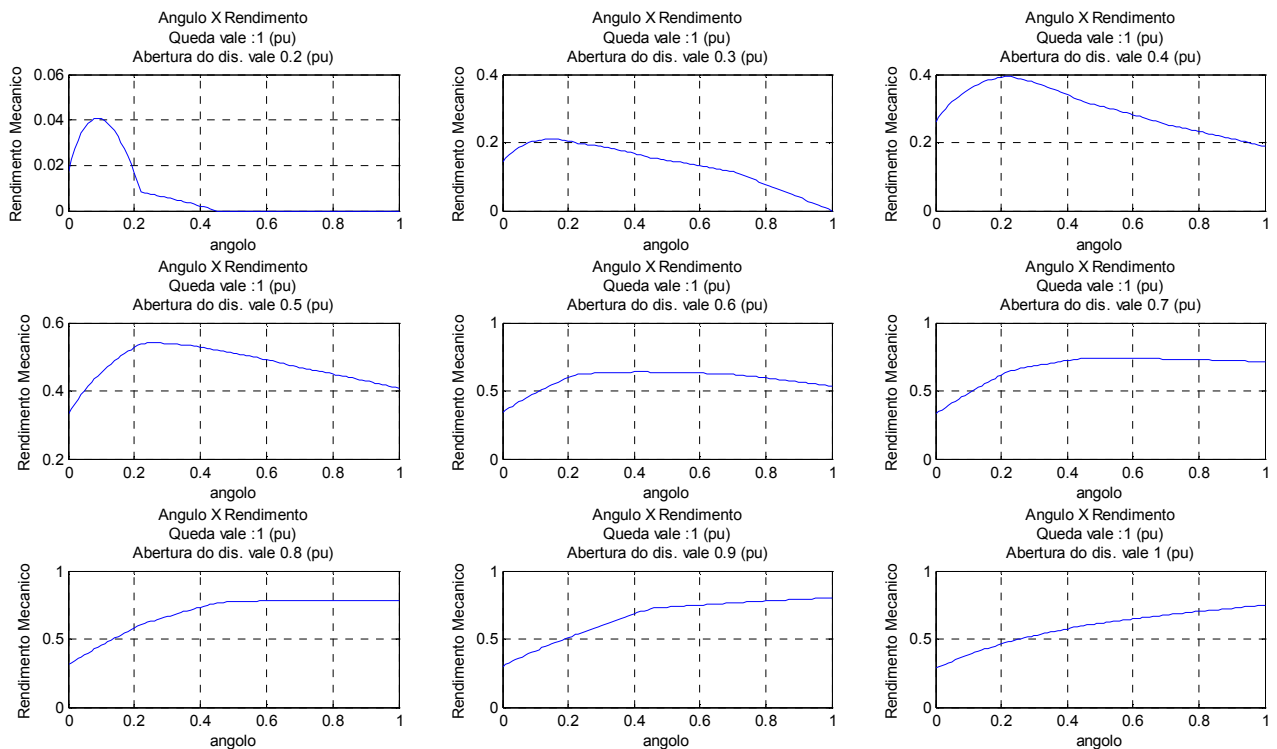 Angulo X Rendimento
Queda vale :1 (pu)
Abertura do dis. vale 0.2 (pu)
0.06
0.04
0.02
0
Rendimento Mecanico
0 0.2 0.4 0.6 0.8 1
angolo
Angulo X Rendimento
Queda vale :1 (pu)
Abertura do dis. vale 0.3 (pu)
0.4
0.2
0
Rendimento Mecanico
0 0.2 0.4 0.6 0.8 1
angolo
Angulo X Rendimento
Queda vale :1 (pu)
Abertura do dis. vale 0.4 (pu)
0.4
0.2
0
Rendimento Mecanico
0 0.2 0.4 0.6 0.8 1
angolo
Angulo X Rendimento
Queda vale :1 (pu)
Abertura do dis. vale 0.5 (pu)
0.6
0.4
0.2
Rendimento Mecanico
0 0.2 0.4 0.6 0.8 1
angolo
Angulo X Rendimento
Queda vale :1 (pu)
Abertura do dis. vale 0.6 (pu)
1
0.5
0
Rendimento Mecanico
0 0.2 0.4 0.6 0.8 1
angolo
Angulo X Rendimento
Queda vale :1 (pu)
Abertura do dis. vale 0.7 (pu)
1
0.5
0
Rendimento Mecanico
0 0.2 0.4 0.6 0.8 1
angolo
Angulo X Rendimento
Queda vale :1 (pu)
Abertura do dis. vale 0.8 (pu)
1
0.5
0
Rendimento Mecanico
0 0.2 0.4 0.6 0.8 1
angolo
Angulo X Rendimento
Queda vale :1 (pu)
Abertura do dis. vale 0.9 (pu)
1
0.5
0
Rendimento Mecanico
0 0.2 0.4 0.6 0.8 1
angolo
Angulo X Rendimento
Queda vale :1 (pu)
Abertura do dis. vale 1 (pu)
1
0.5
0
Rendimento Mecanico
0 0.2 0.4 0.6 0.8 1
angolo